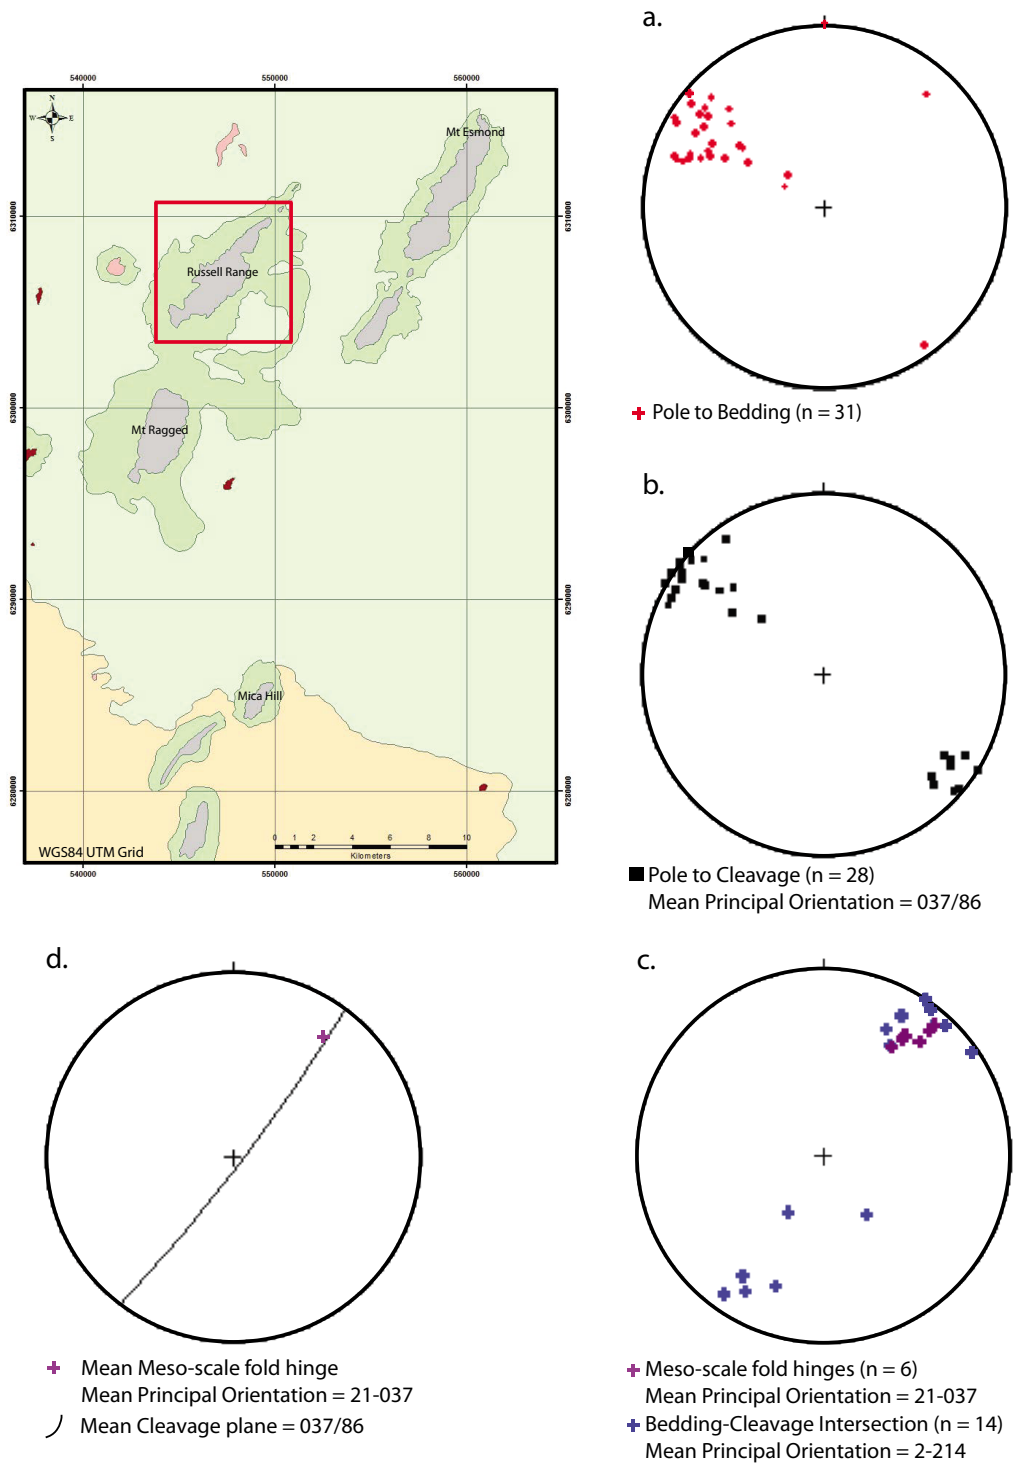 a.
540000
550000
560000
N
W
E
S
Mt Esmond
6310000
6310000
Russell Range
6300000
6300000
Mt Ragged
Pole to Bedding (n = 31)
b.
6290000
6290000
Mica Hill
6280000
6280000
0 1 2 4 6 8 10
Kilometers
WGS84 UTM Grid
540000
550000
560000
Pole to Cleavage (n = 28)
Mean Principal Orientation = 037/86
d.
c.
Mean Meso-scale fold hinge
Mean Principal Orientation = 21-037
Mean Cleavage plane = 037/86
Meso-scale fold hinges (n = 6)
Mean Principal Orientation = 21-037
Bedding-Cleavage Intersection (n = 14)
Mean Principal Orientation = 2-214